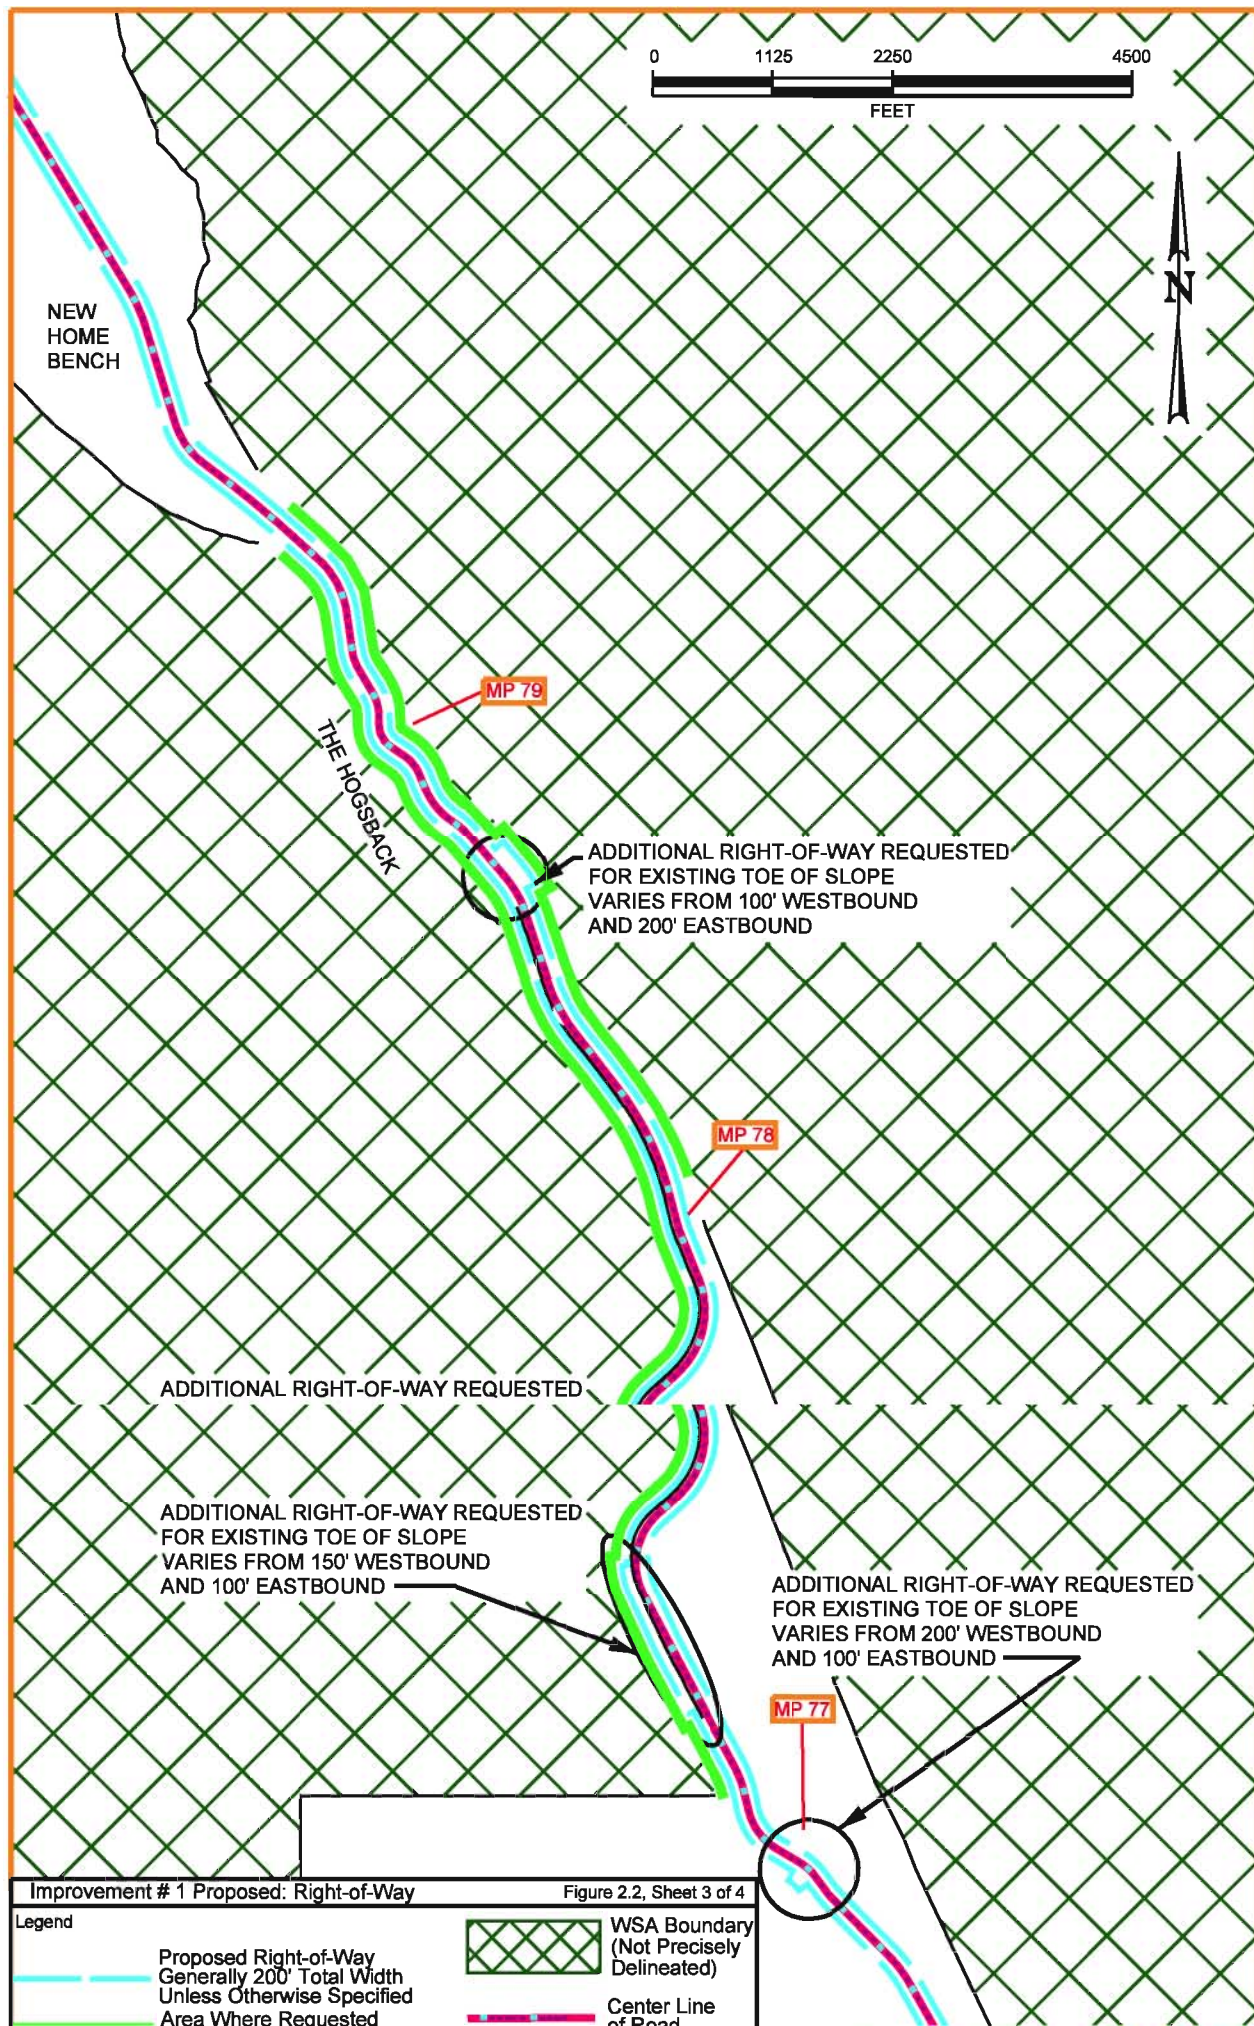 0 1125 2250 4500
FEET
N
NEW
HOME
BENCH
MP 79
THE HOGSBACK
ADDITIONAL RIGHT-OF-WAY REQUESTED
FOR EXISTING TOE OF SLOPE
VARIES FROM 100' WESTBOUND
AND 200' EASTBOUND
MP 78
ADDITIONAL RIGHT-OF-WAY REQUESTED
ADDITIONAL RIGHT-OF-WAY REQUESTED
FOR EXISTING TOE OF SLOPE
VARIES FROM 150' WESTBOUND
AND 100' EASTBOUND
ADDITIONAL RIGHT-OF-WAY REQUESTED
FOR EXISTING TOE OF SLOPE
VARIES FROM 200' WESTBOUND
AND 100' EASTBOUND
MP 77
Improvement # 1 Proposed: Right-of-Way Figure 2.2, Sheet 3 of 4
Legend
Proposed Right-of-Way
Generally 200' Total Width
Unless Otherwise Specified
Area Where Requested
WSA Boundary
(Not Precisely
Delineated)
Center Line
of Road